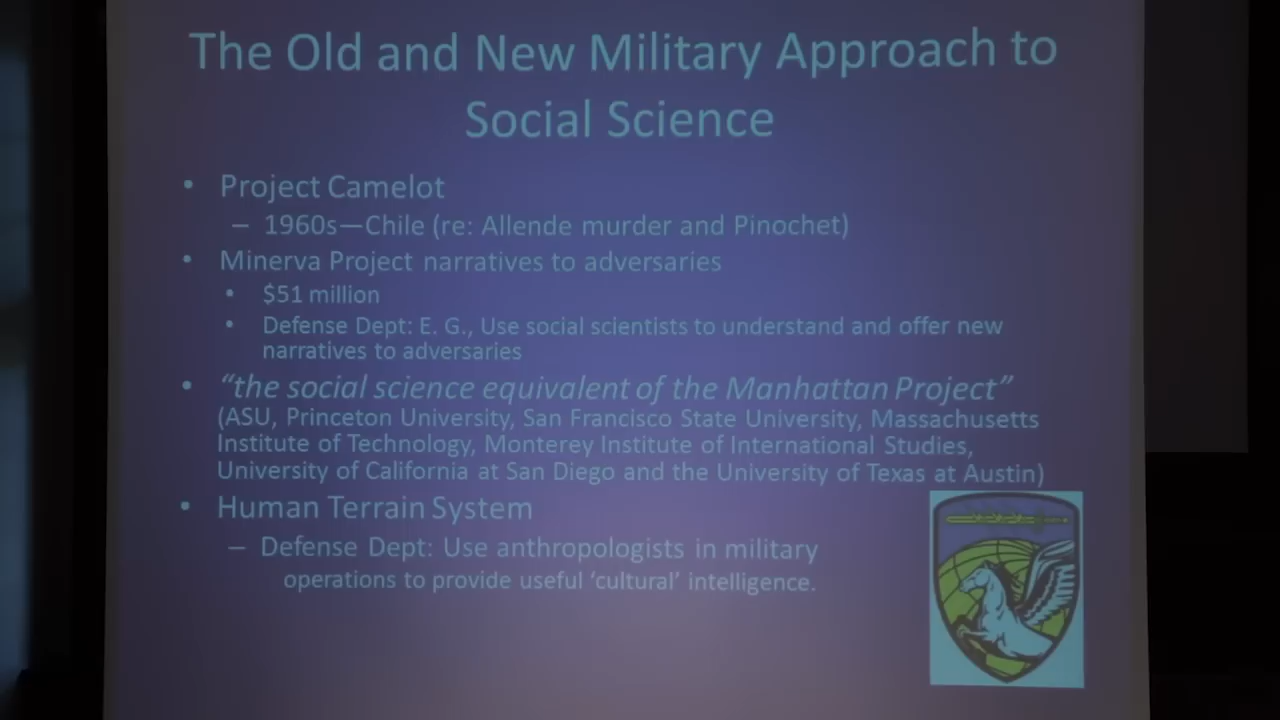 The Old and New Military Approach to
Social Science
• Project Camelot
– 1960s—Chile (re: Allende murder and Pinochet)
• Minerva Project narratives to adversaries
• $51 million
• Defense Dept: E. G., Use social scientists to understand and offer new
narratives to adversaries
• “the social science equivalent of the Manhattan Project”
(ASU, Princeton University, San Francisco State University, Massachusetts
Institute of Technology, Monterey Institute of International Studies,
University of California at San Diego and the University of Texas at Austin)
• Human Terrain System
– Defense Dept: Use anthropologists in military
operations to provide useful ‘cultural’ intelligence.